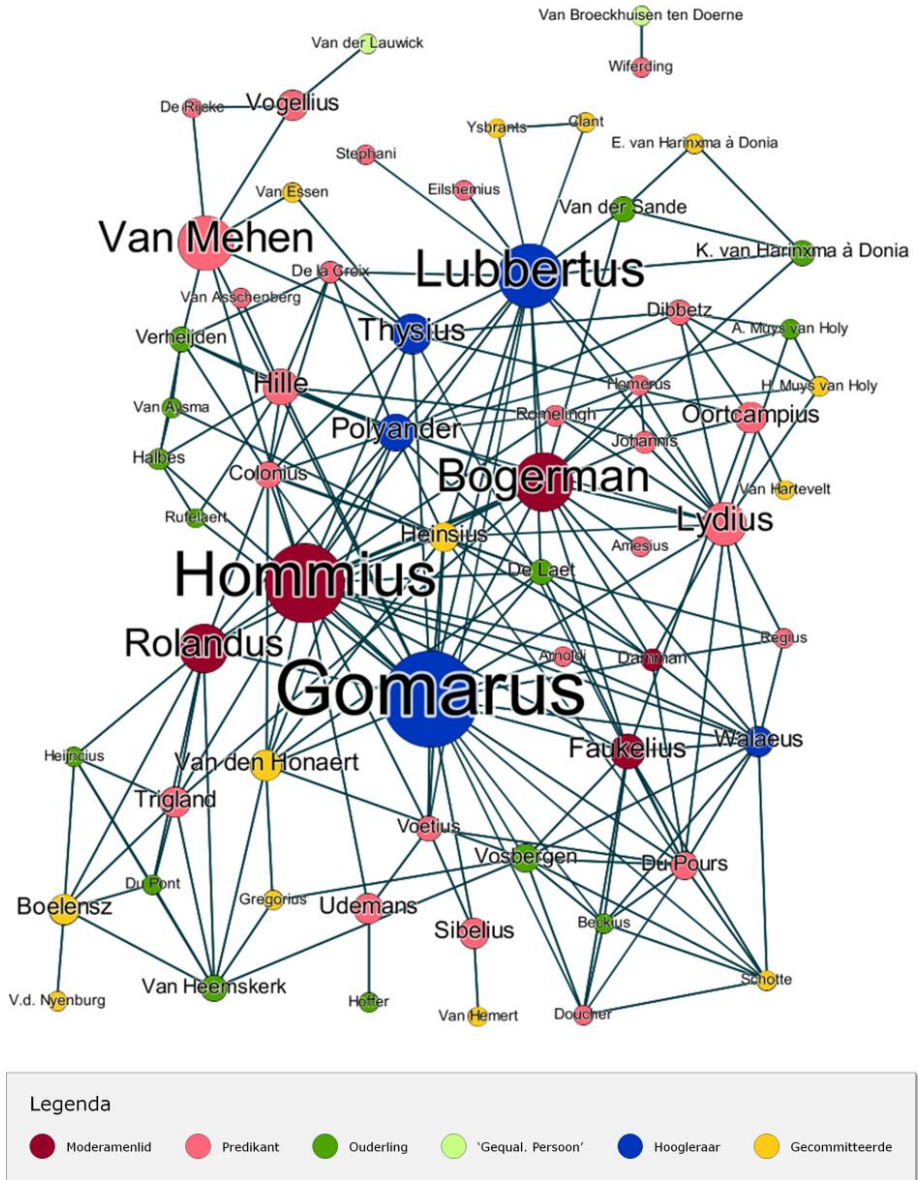 Van Broeckhuisen ten Doerne
Van der Lauwick
Wiferding
De Rijcke
Vogellius
Ysbrants
Clant
Stephani
E. van Harinxma à Donia
Eilshemius
Van Essen
Van der Sande
Van Mehen
K. van Harinxma à Donia
De la Croix
Lubbertus
Van Asschenberg
Dibbetz
A. Muys van Holy
Verheijden
Thysius
Hille
Homerus
H. Muys van Holy
Van Aysma
Romelingh
Oortcampius
Polyander
Johannis
Halbes
Colonius
Bogerman
Van Hartevelt
Rufelaert
Heinsius
Lydius
Amesius
De Laet
Hommius
Rolandus
Regius
Arnoldi
Damman
Gomarus
Heijncius
Van den Honaert
Faukelius
Walaeus
Trigland
Voetius
Vosbergen
Du Pours
Du Pont
Boelensz
Gregorius
Udemans
Beckius
Sibelius
Van Heemskerk
Schotte
V.d. Nyenburg
Hoffer
Van Hemert
Doucher
Legenda
Moderamenlid
Predikant
Ouderling
'Gequal. Persoon'
Hoogleraar
Gecommitteerde